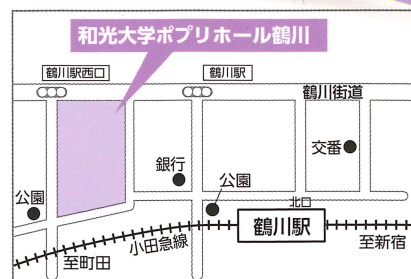 和光大学ポプリホール鶴川
鶴川駅西口
鶴川駅
鶴川街道
交番
銀行
公園
公園
北口
鶴川駅
小田急線
至新宿
至町田